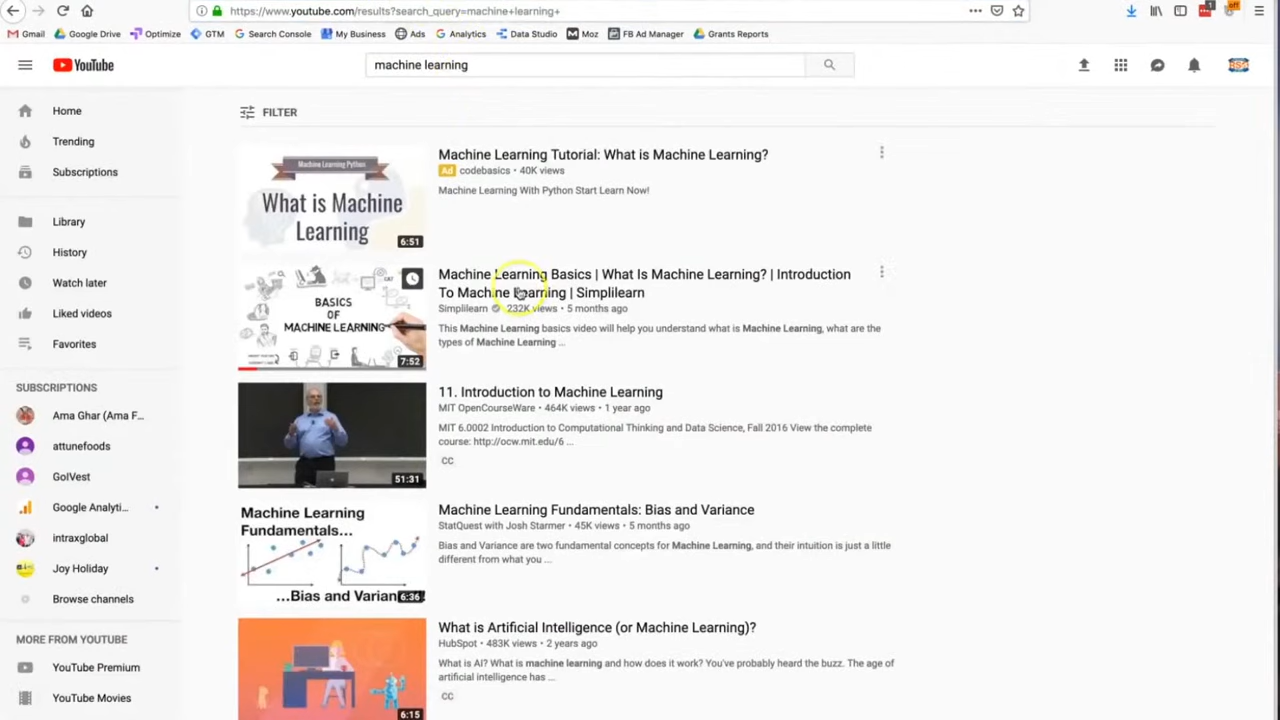 https://www.youtube.com/results?search_query=machine+learning+
off
Gmail Google Drive Optimize GTM Search Console My Business Ads Analytics Data Studio Moz FB Ad Manager Grants Reports
YouTube
machine learning
Home
Trending
Subscriptions
Library
History
Watch later
Liked videos
Favorites
SUBSCRIPTIONS
Ama Ghar (Ama F...
attunefoods
GolVest
Google Analyti...
intraxglobal
Joy Holiday
Browse channels
MORE FROM YOUTUBE
YouTube Premium
YouTube Movies
FILTER
Machine Learning Python
What is Machine
Learning
6:51
Machine Learning Tutorial: What is Machine Learning?
Ad codebasics • 40K views
Machine Learning With Python Start Learn Now!
BASICS
OF
MACHINE LEARNING
7:52
Machine Learning Basics | What Is Machine Learning? | Introduction
To Machine Learning | Simplilearn
Simplilearn 232K views • 5 months ago
This Machine Learning basics video will help you understand what is Machine Learning, what are the
types of Machine Learning ...
51:31
11. Introduction to Machine Learning
MIT OpenCourseWare • 464K views • 1 year ago
MIT 6.0002 Introduction to Computational Thinking and Data Science, Fall 2016 View the complete
course: http://ocw.mit.edu/6 ...
CC
Machine Learning
Fundamentals...
...Bias and Varian
6:36
Machine Learning Fundamentals: Bias and Variance
StatQuest with Josh Starmer • 45K views • 5 months ago
Bias and Variance are two fundamental concepts for Machine Learning, and their intuition is just a little
different from what you ...
6:15
What is Artificial Intelligence (or Machine Learning)?
HubSpot • 483K views • 2 years ago
What is AI? What is machine learning and how does it work? You've probably heard the buzz. The age of
artificial intelligence has ...
CC